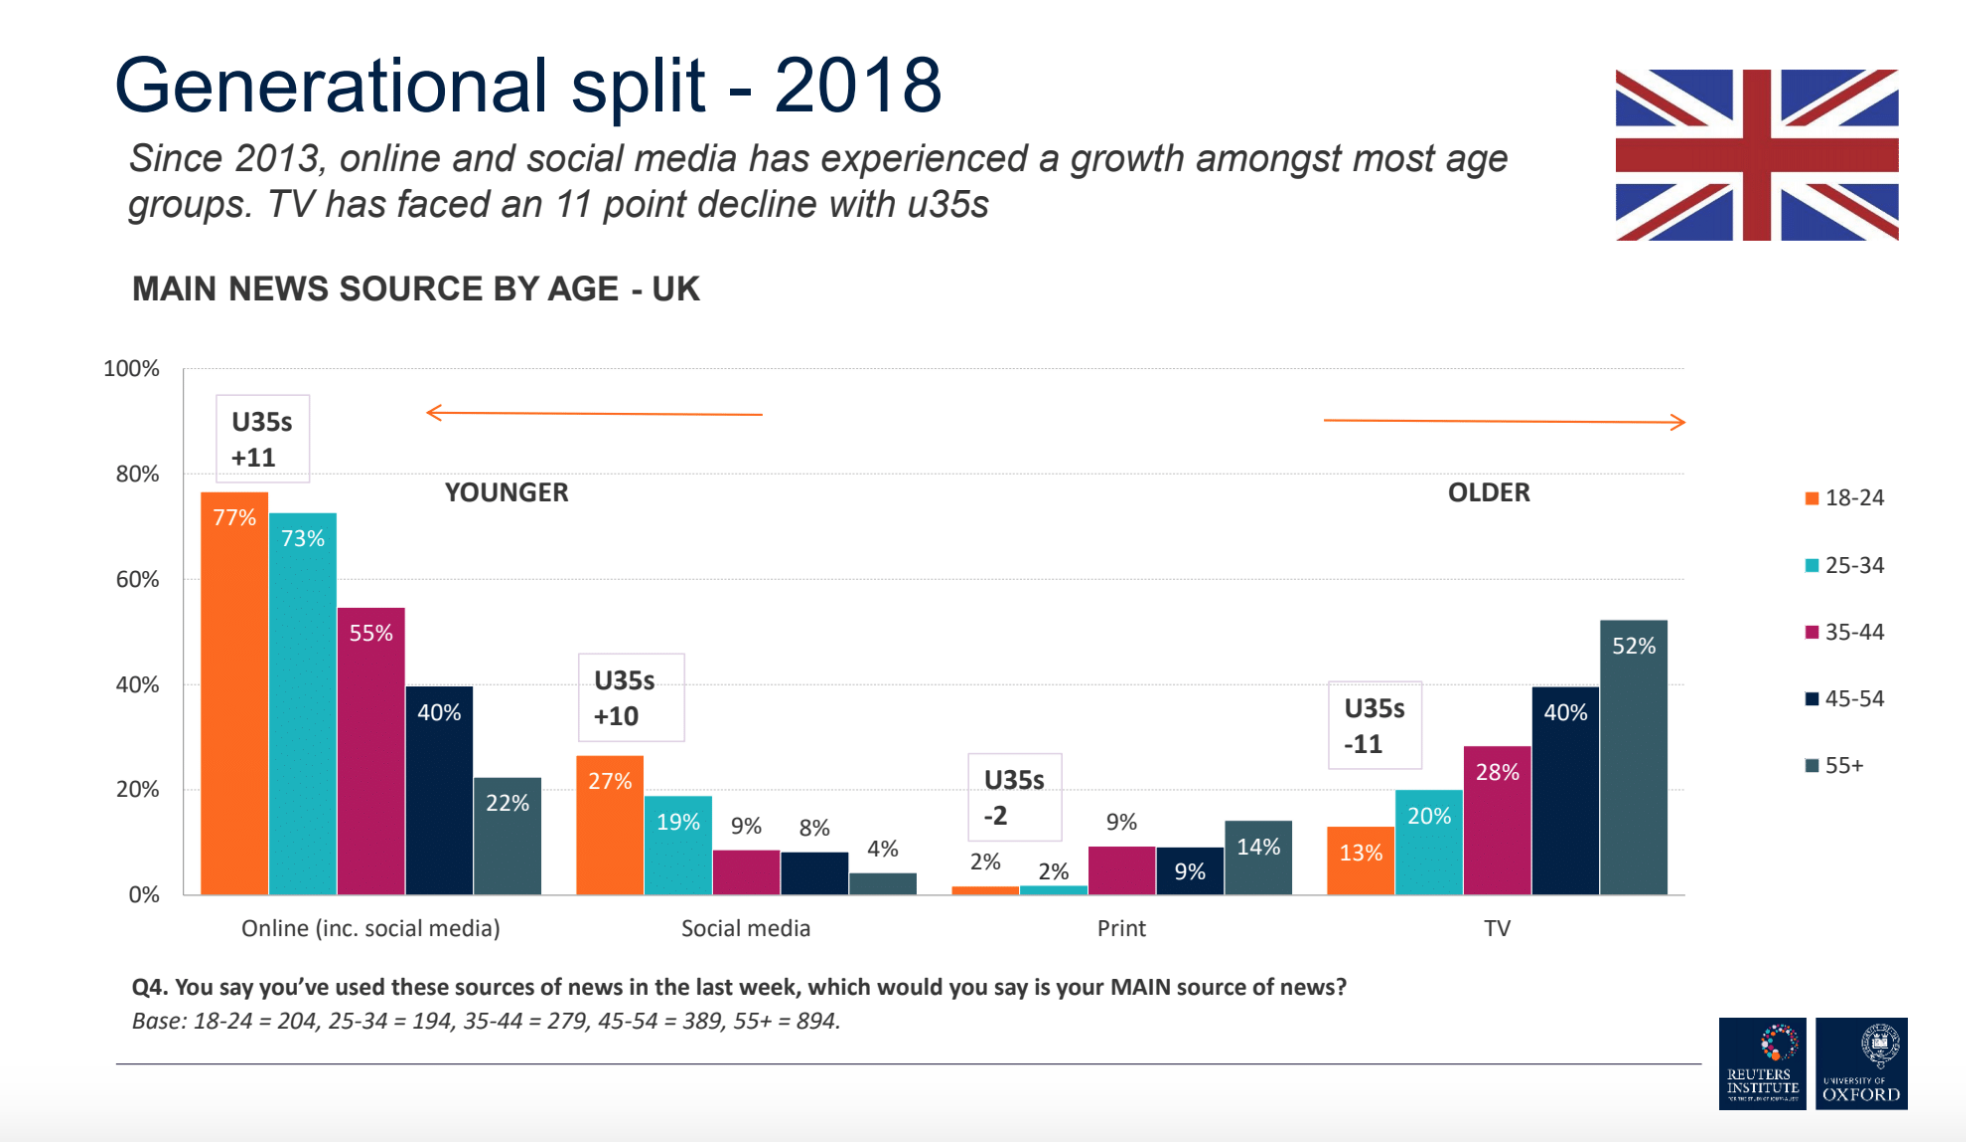 Generational split - 2018
Since 2013, online and social media has experienced a growth amongst most age
groups. TV has faced an 11 point decline with u35s
MAIN NEWS SOURCE BY AGE - UK
100%
80%
60%
40%
20%
0%
U35s
+11
YOUNGER
OLDER
77%
73%
55%
40%
22%
U35s
+10
27%
19%
9%
8%
4%
U35s
-2
2%
2%
9%
9%
14%
U35s
-11
13%
20%
28%
40%
52%
Online (inc. social media)
Social media
Print
TV
18-24
25-34
35-44
45-54
55+
Q4. You say you’ve used these sources of news in the last week, which would you say is your MAIN source of news?
Base: 18-24 = 204, 25-34 = 194, 35-44 = 279, 45-54 = 389, 55+ = 894.
REUTERS
INSTITUTE
UNIVERSITY OF
OXFORD